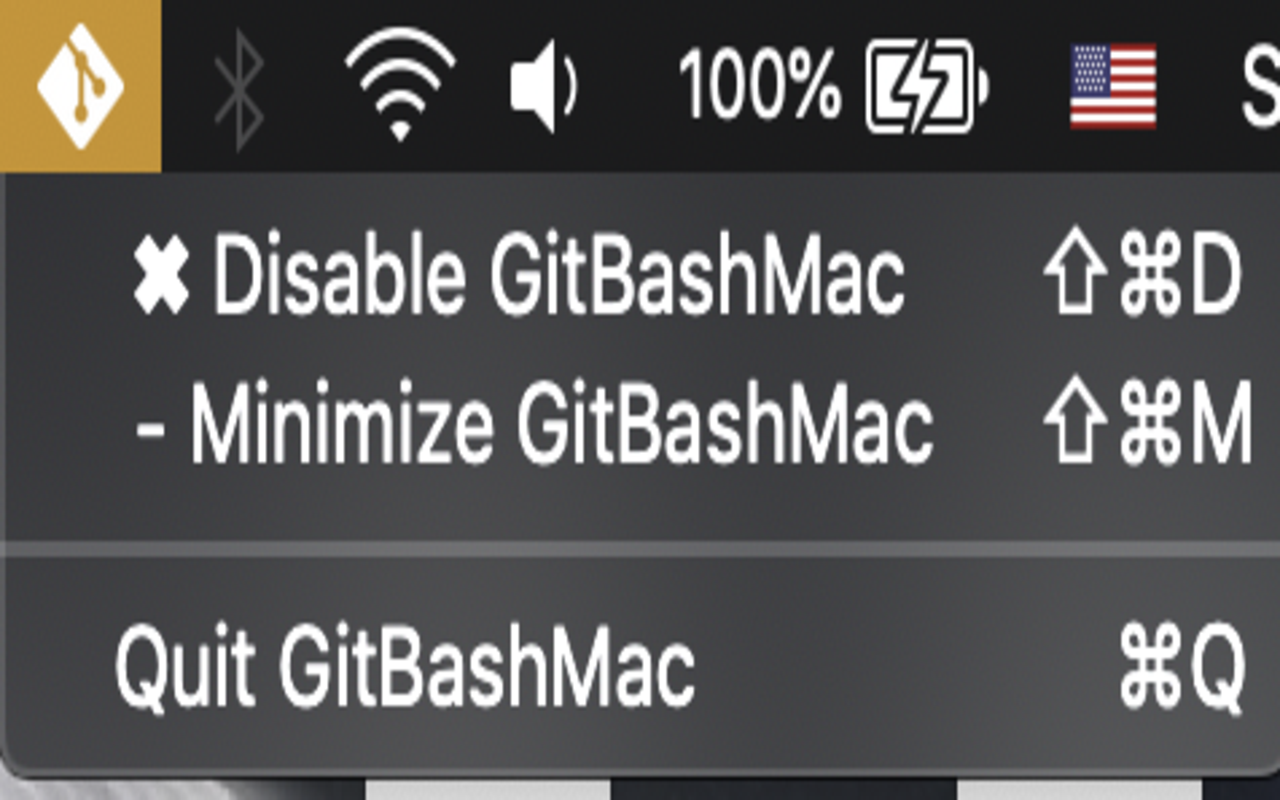 100% S
✖ Disable GitBashMac ⇧⌘D
- Minimize GitBashMac ⇧⌘M
Quit GitBashMac ⌘Q